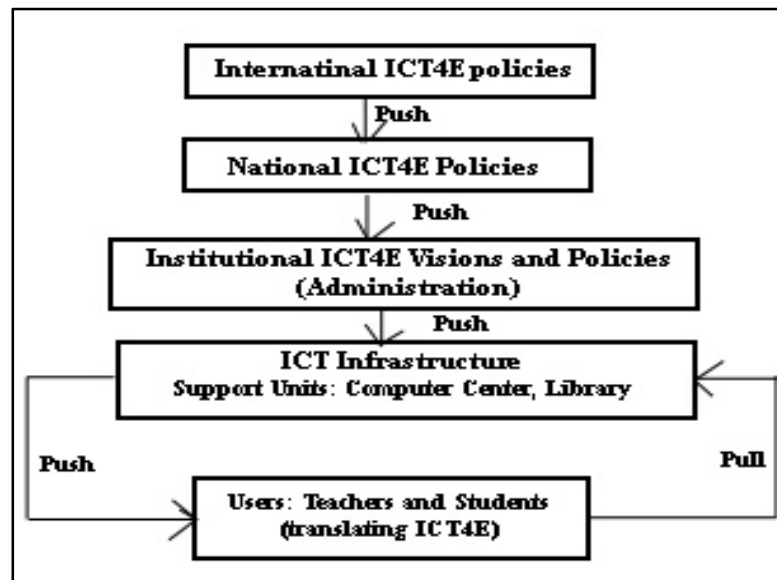 Internatinal ICT4E policies
Push
National ICT4E Policies
Push
Institutional ICT4E Visions and Policies
(Administration)
Push
ICT Infrastructure
Support Units: Computer Center, Library
Push
Pull
Users: Teachers and Students
(translating ICT4E)